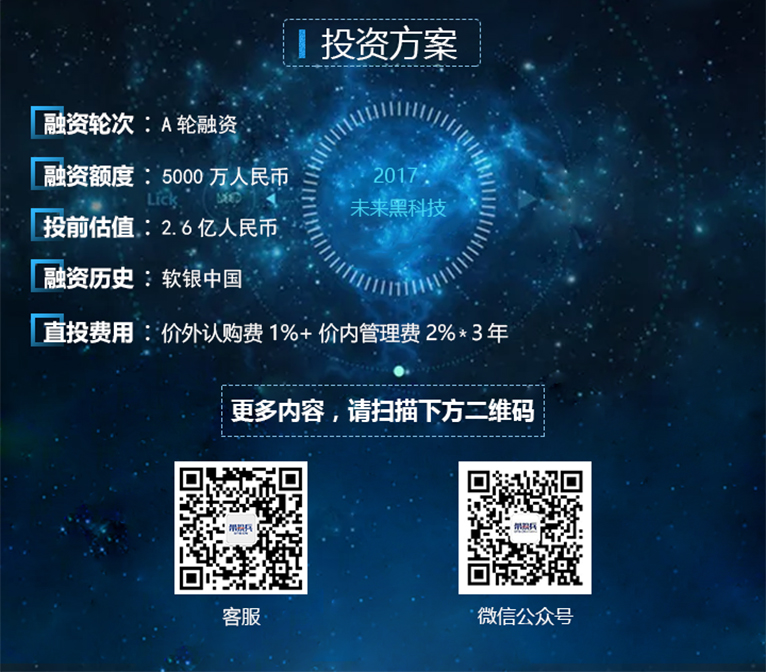 投资方案
融资轮次：A 轮融资
融资额度：5000 万人民币
投前估值：2.6 亿人民币
融资历史：软银中国
直投费用：价外认购费 1%+ 价内管理费 2%*3 年
2017
未来黑科技
Lick
更多内容，请扫描下方二维码
客服
微信公众号